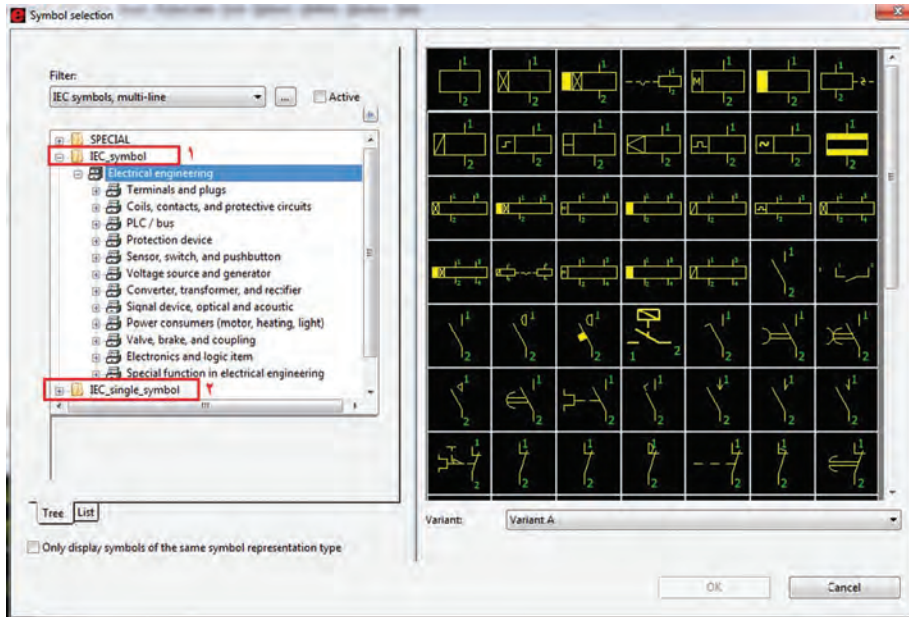 Symbol selection
Filter:
IEC symbols, multi-line
...
Active
SPECIAL
IEC_symbol ۱
Electrical engineering
Terminals and plugs
Coils, contacts, and protective circuits
PLC / bus
Protection device
Sensor, switch, and pushbutton
Voltage source and generator
Converter, transformer, and rectifier
Signal device, optical and acoustic
Power consumers (motor, heating, light)
Valve, brake, and coupling
Electronics and logic item
Special function in electrical engineering
IEC_single_symbol ۲
Tree List
Only display symbols of the same symbol representation type
Variant: Variant A
OK Cancel